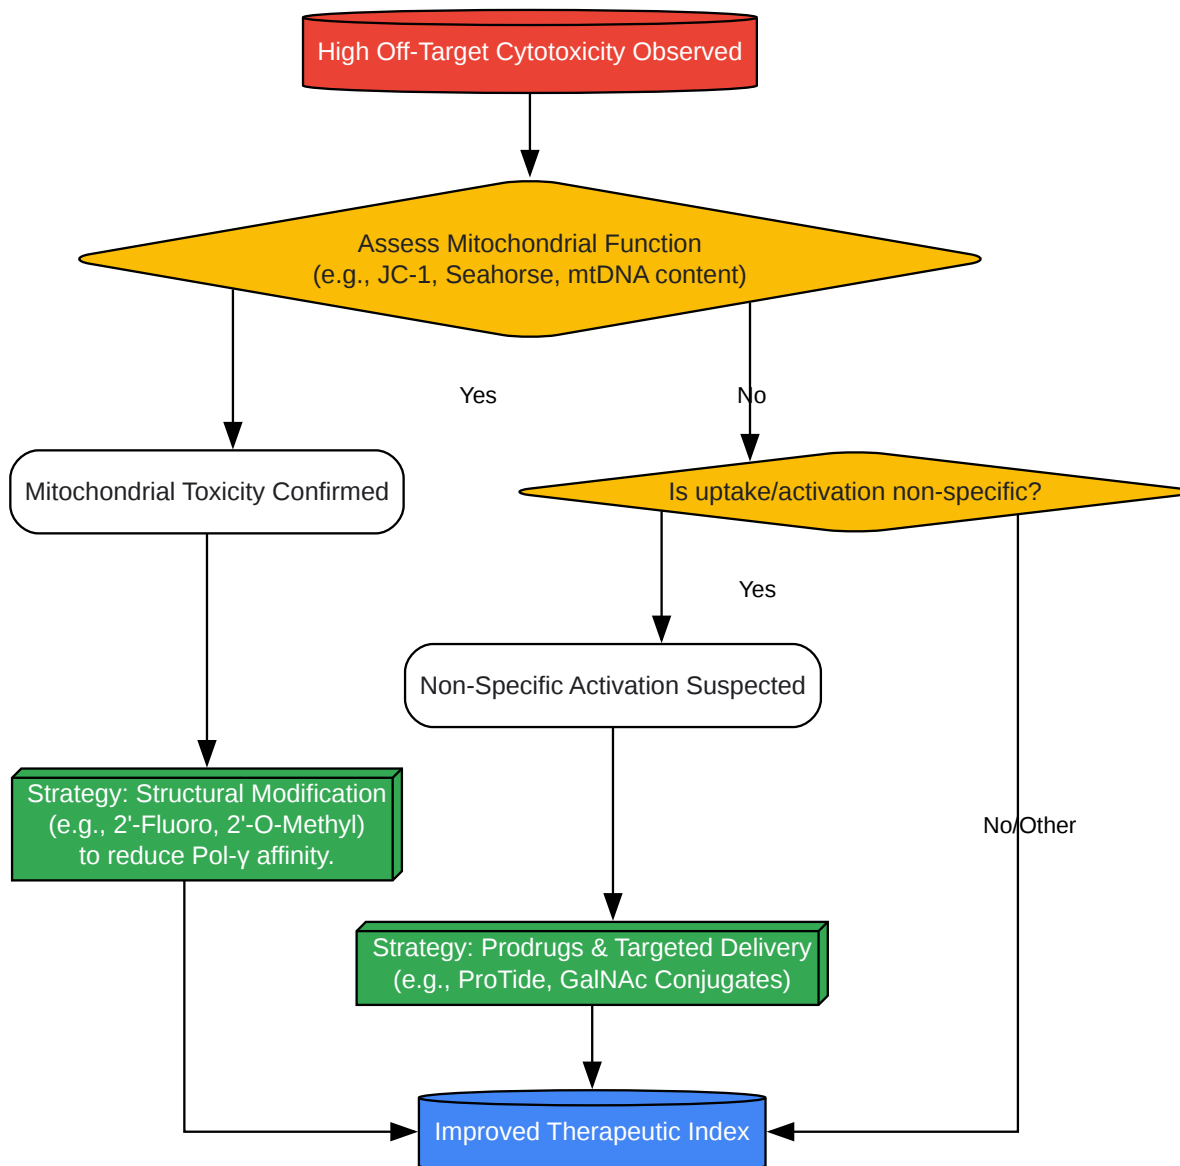 High Off-Target Cytotoxicity Observed
Assess Mitochondrial Function
(e.g., JC-1, Seahorse, mtDNA content)
Yes
No
Mitochondrial Toxicity Confirmed
Is uptake/activation non-specific?
Yes
Non-Specific Activation Suspected
Strategy: Structural Modification
(e.g., 2'-Fluoro, 2'-O-Methyl)
to reduce Pol-γ affinity.
No/Other
Strategy: Prodrugs & Targeted Delivery
(e.g., ProTide, GalNAc Conjugates)
Improved Therapeutic Index